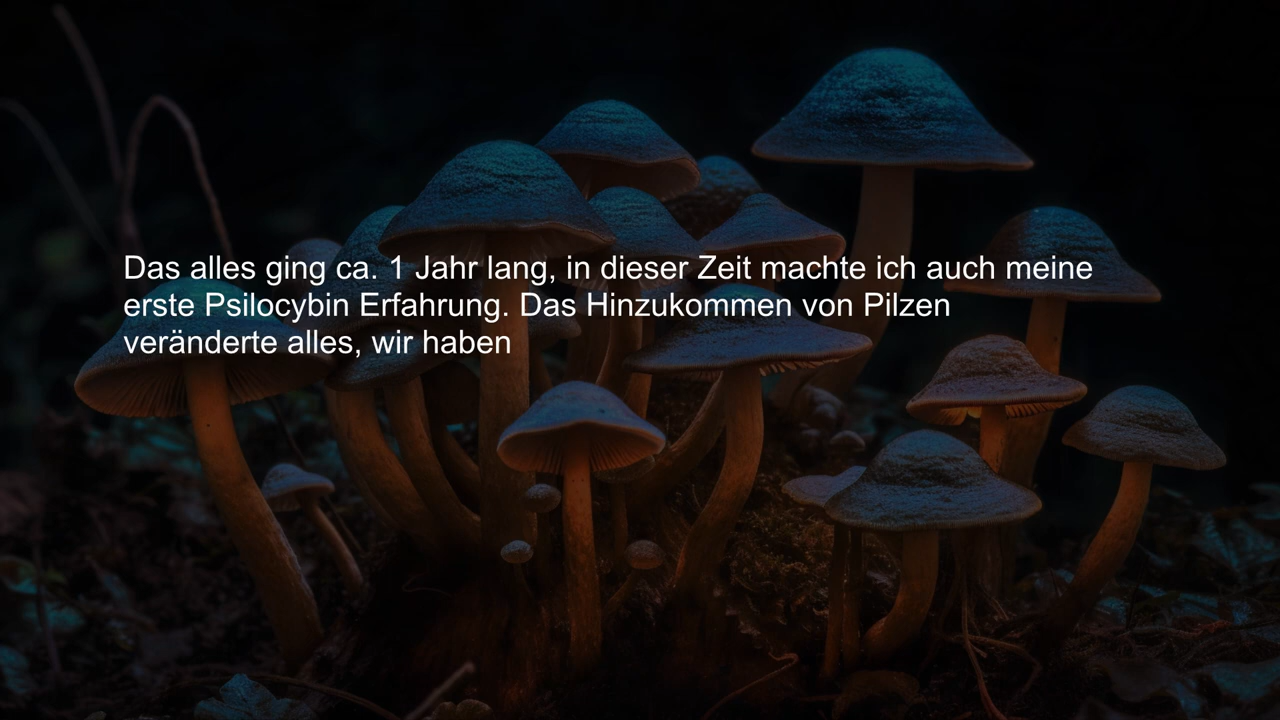 Das alles ging ca. 1 Jahr lang, in dieser Zeit machte ich auch meine
erste Psilocybin Erfahrung. Das Hinzukommen von Pilzen
veränderte alles, wir haben